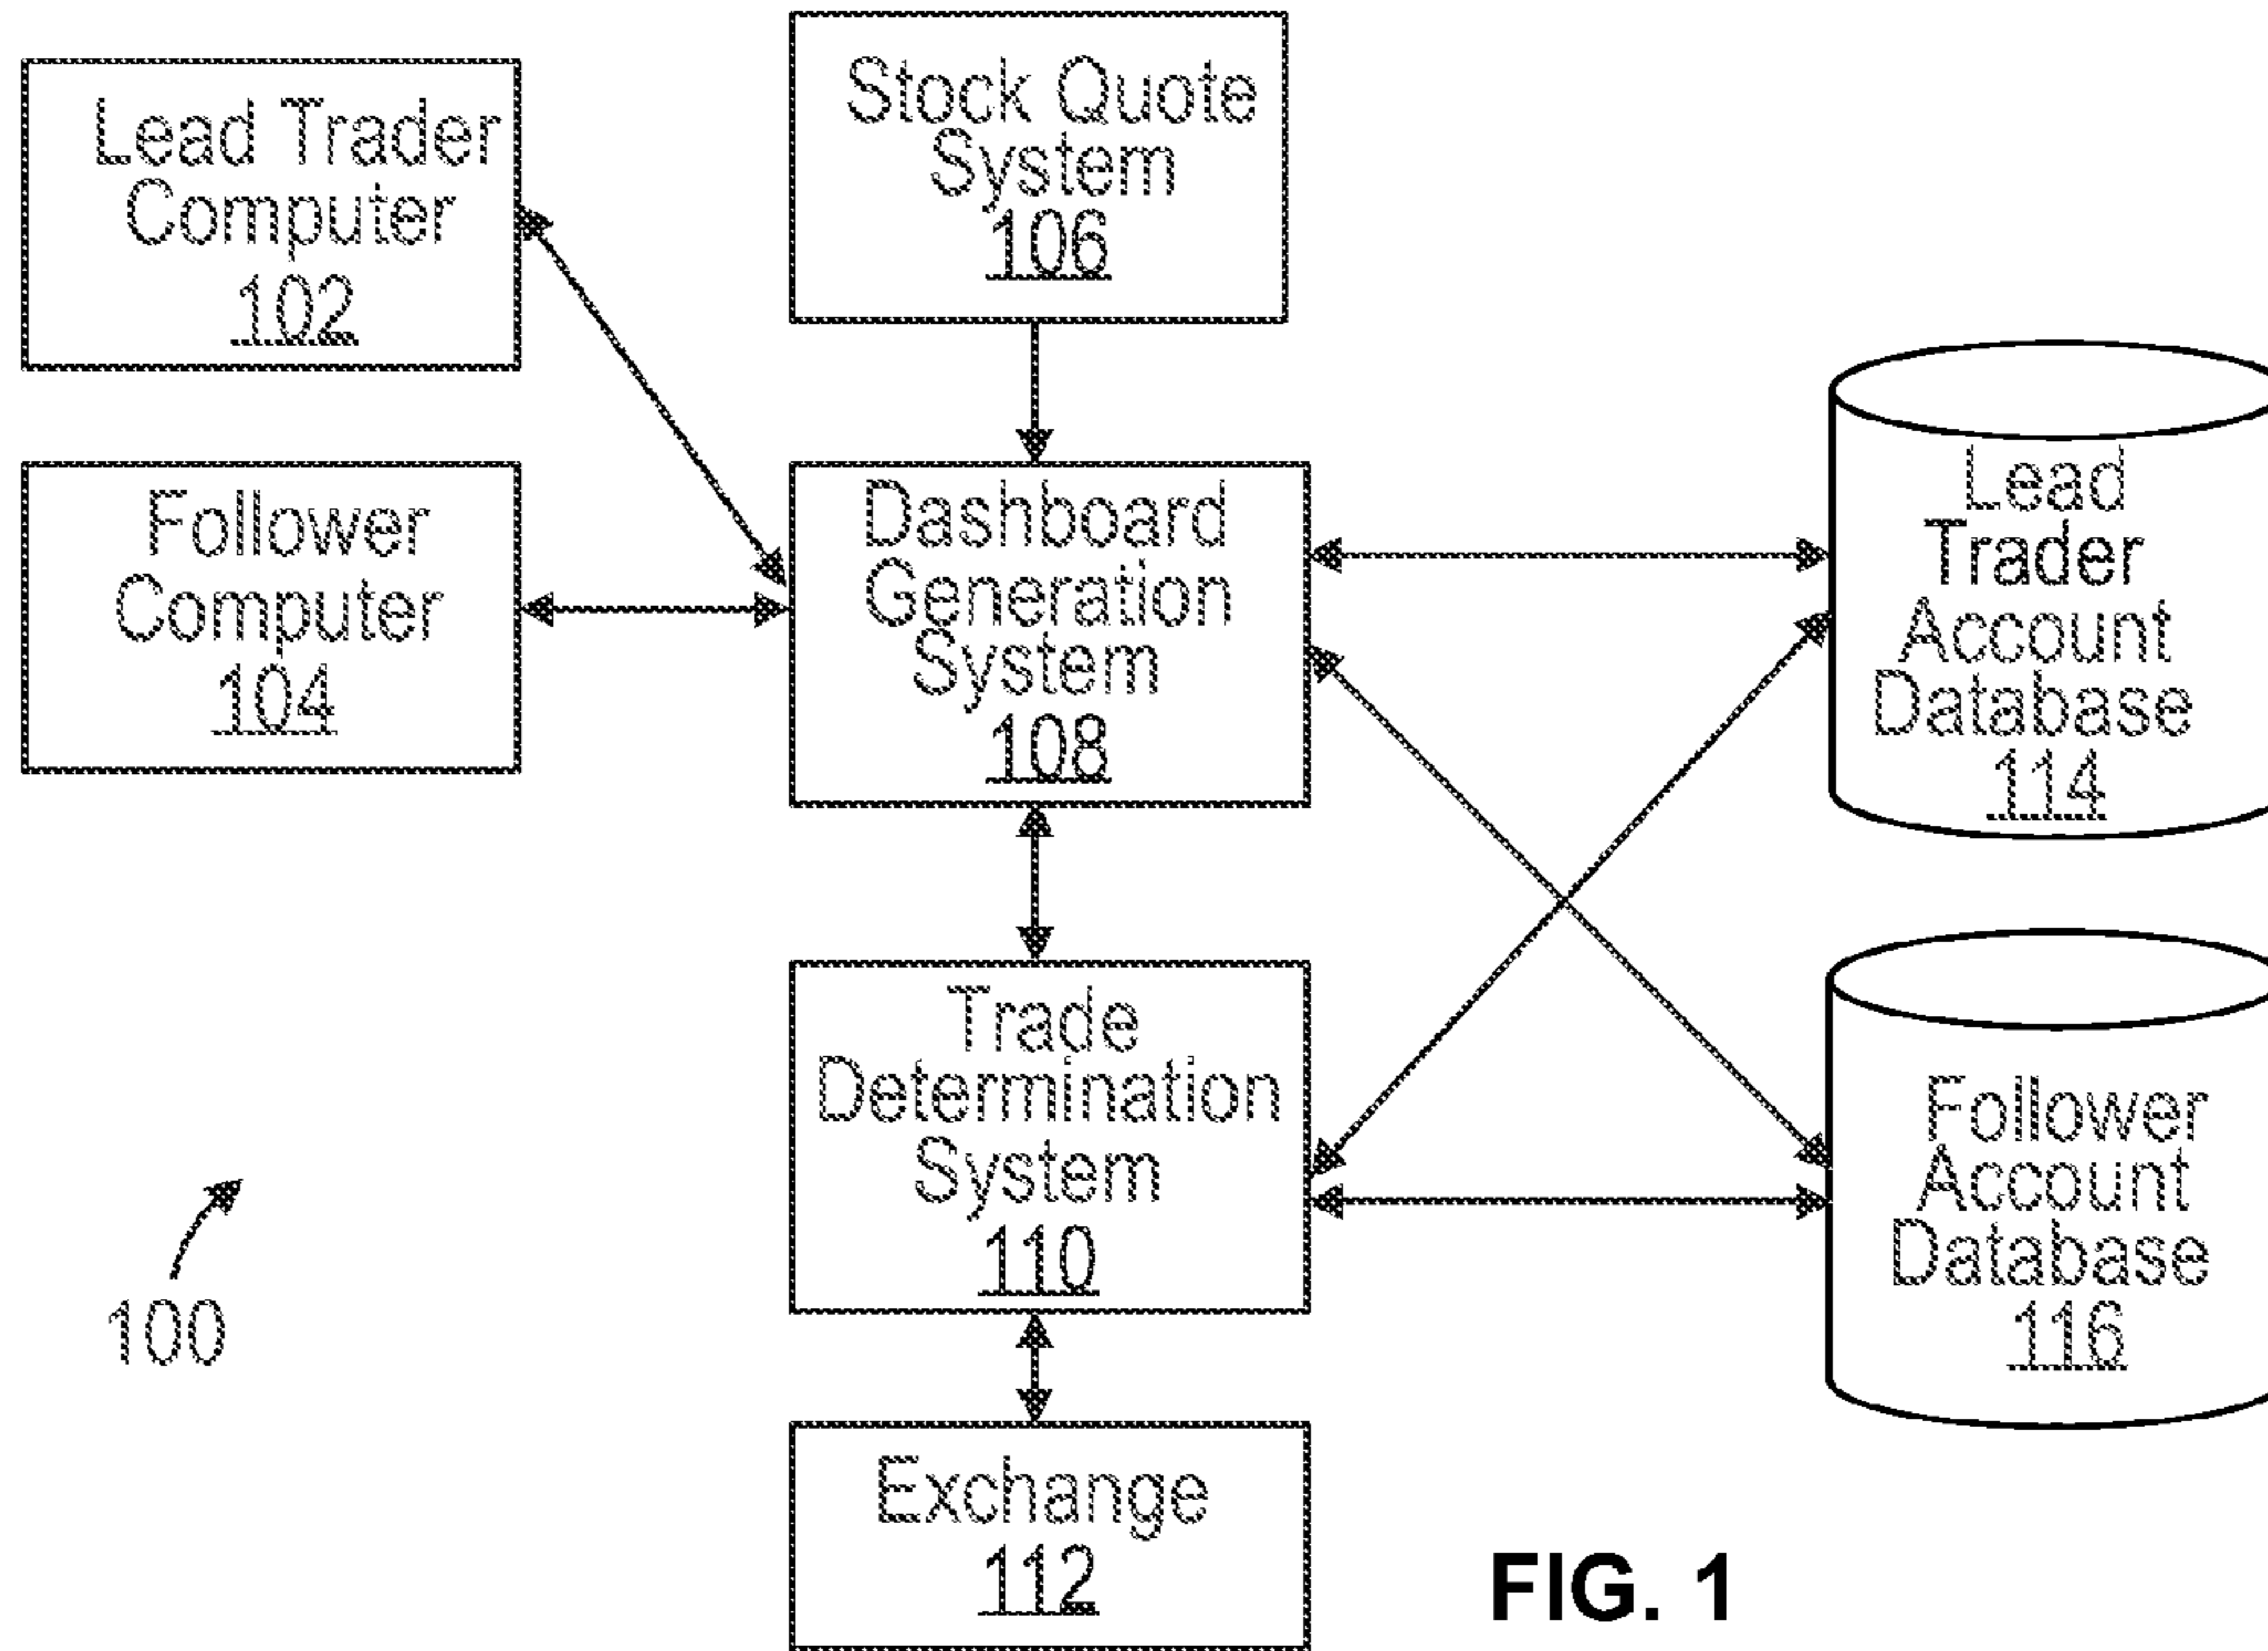 Lead Trader
Computer
102
Stock Quote
System
106
Follower
Computer
104
Dashboard
Generation
System
108
Lead
Trader
Account
Database
114
Trade
Determination
System
110
Follower
Account
Database
116
100
Exchange
112
FIG. 1